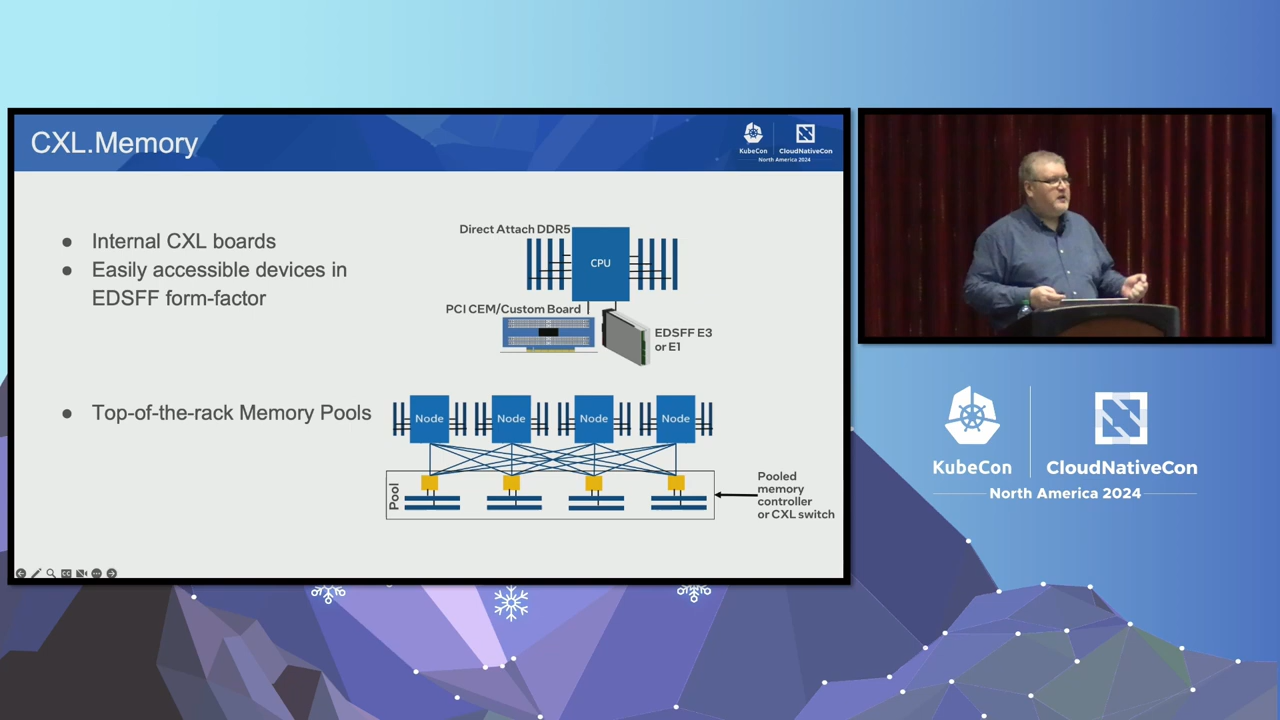 CXL.Memory
KubeCon
CloudNativeCon
North America 2024
Internal CXL boards
Easily accessible devices in
EDSFF form-factor
Top-of-the-rack Memory Pools
Direct Attach DDR5
CPU
PCI CEM/Custom Board
EDSFF E3
or E1
Node
Node
Node
Node
Pool
Pooled
memory
controller
or CXL switch
KubeCon
CloudNativeCon
North America 2024